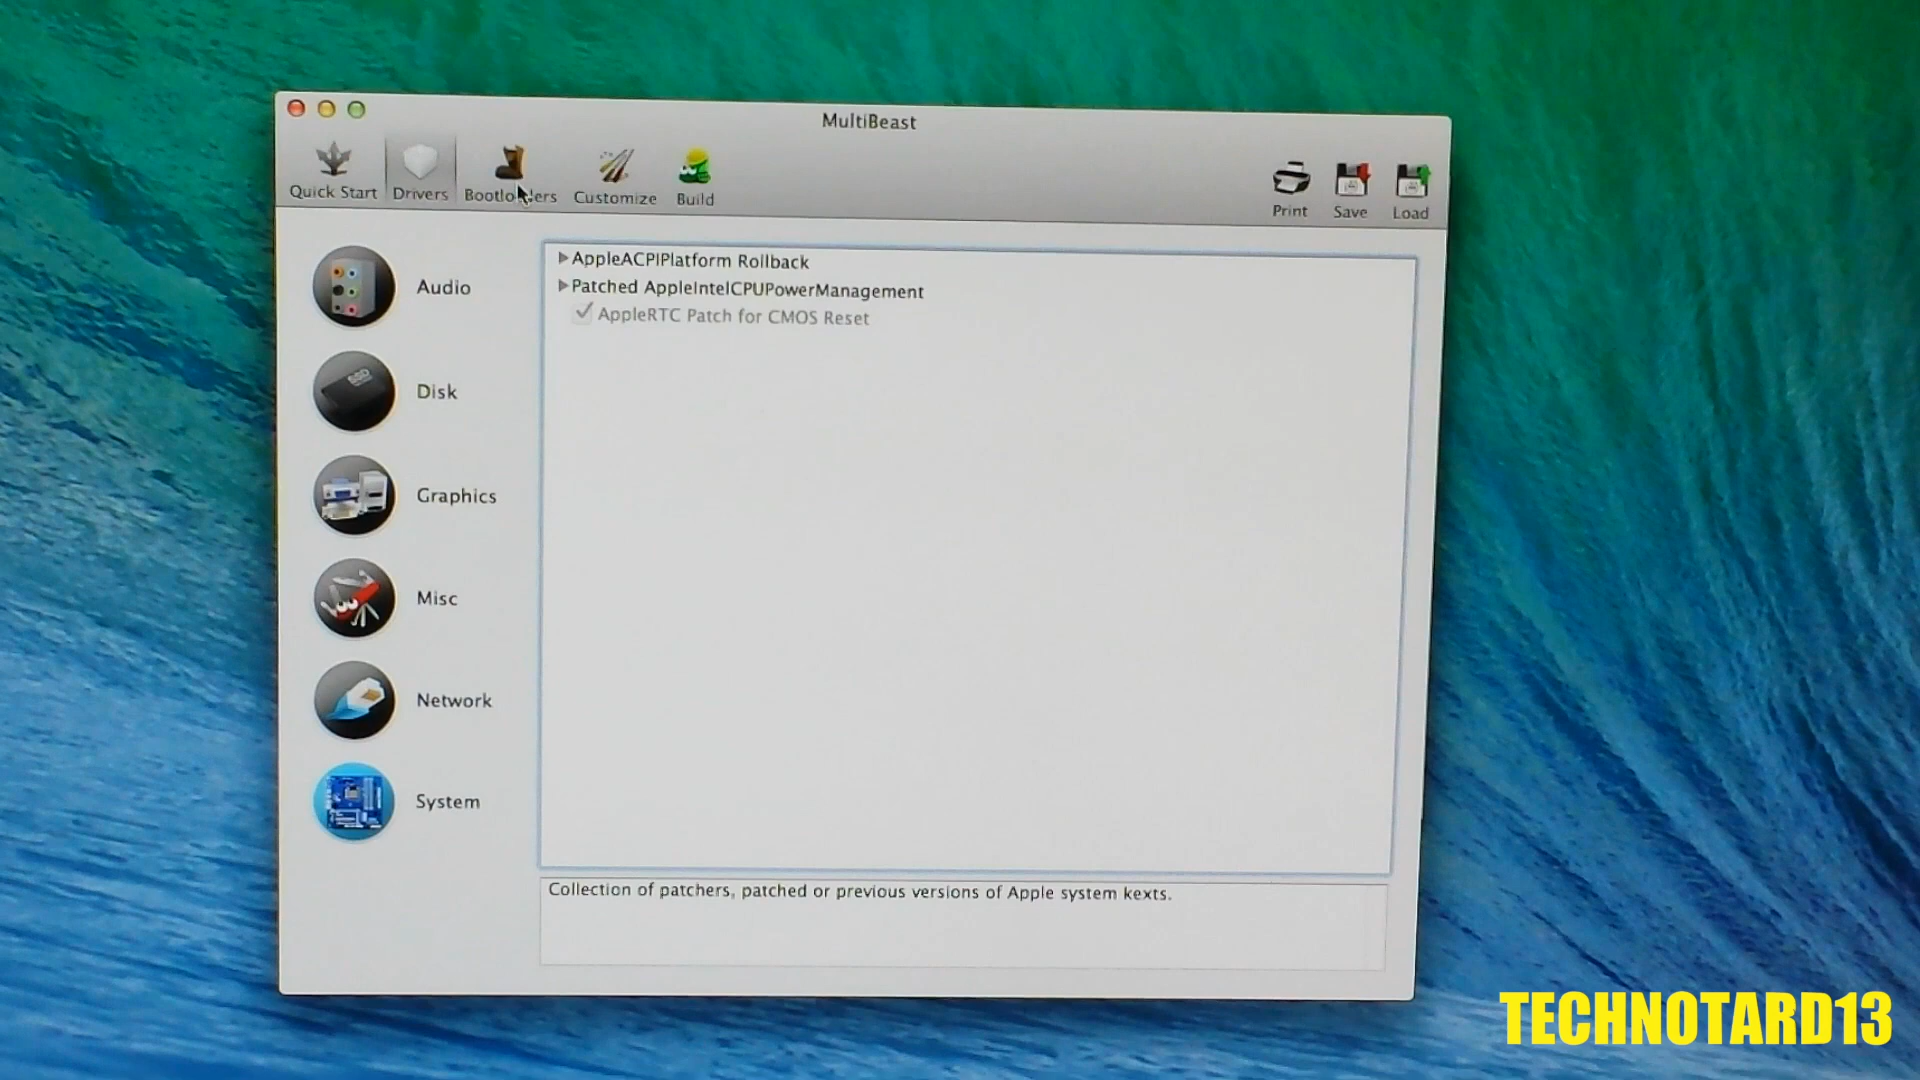 MultiBeast
Quick Start
Drivers
Customize
Build
Print
Save
Load
Audio
Disk
Graphics
Misc
Network
System
AppleACPIPlatform Rollback
Patched AppleIntelCPUPowerManagement
AppleRTC Patch for CMOS Reset
SSD
Collection of patchers, patched or previous versions of Apple system kexts.
TECHNOTARD13